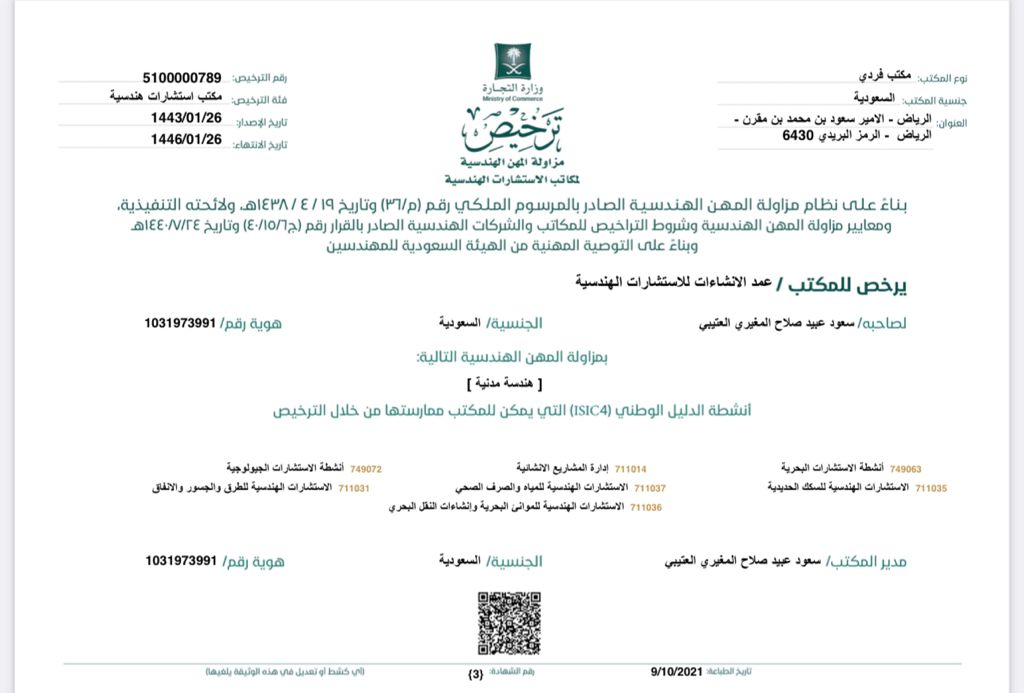 نوع المكتب: مكتب فردي
جنسية المكتب: السعودية
العنوان: الرياض - الامير سعود بن محمد بن مقرن -
الرياض - الرمز البريدي 6430
وزارة التجارة
Ministry of Commerce
ترخيص
مزاولة المهن الهندسية
لمكاتب الاستشارات الهندسية
رقم الترخيص: 5100000789
فئة الترخيص: مكتب استشارات هندسية
تاريخ الإصدار: 1443/01/26
تاريخ الانتهاء: 1446/01/26
بناءً على نظام مزاولة المهن الهندسية الصادر بالمرسوم الملكي رقم (م/٣٦) وتاريخ ١٩ / ٤ / ١٤٣٨هـ، ولائحته التنفيذية،
ومعايير مزاولة المهن الهندسية وشروط التراخيص للمكاتب والشركات الهندسية الصادر بالقرار رقم (ج٤٠/١٥/٦) وتاريخ ١٤٤٠/٧/٢٤هـ
وبناءً على التوصية المهنية من الهيئة السعودية للمهندسين
يرخص للمكتب / عمد الانشاءات للاستشارات الهندسية
لصاحبه/ سعود عبيد صلاح المغيري العتيبي الجنسية/ السعودية هوية رقم/ 1031973991
بمزاولة المهن الهندسية التالية:
[ هندسة مدنية ]
أنشطة الدليل الوطني (ISIC4) التي يمكن للمكتب ممارستها من خلال الترخيص
749063 أنشطة الاستشارات البحرية 711014 إدارة المشاريع الانشائية 749072 أنشطة الاستشارات الجيولوجية
711035 الاستشارات الهندسية للسكك الحديدية 711037 الاستشارات الهندسية للمياه والصرف الصحي 711031 الاستشارات الهندسية للطرق والجسور والانفاق
711036 الاستشارات الهندسية للموانئ البحرية وإنشاءات النقل البحري
مدير المكتب/ سعود عبيد صلاح المغيري العتيبي الجنسية/ السعودية هوية رقم/ 1031973991
تاريخ الطباعة: 9/10/2021 رقم الشهادة: {3} (أي كشط أو تعديل في هذه الوثيقة يلغيها)